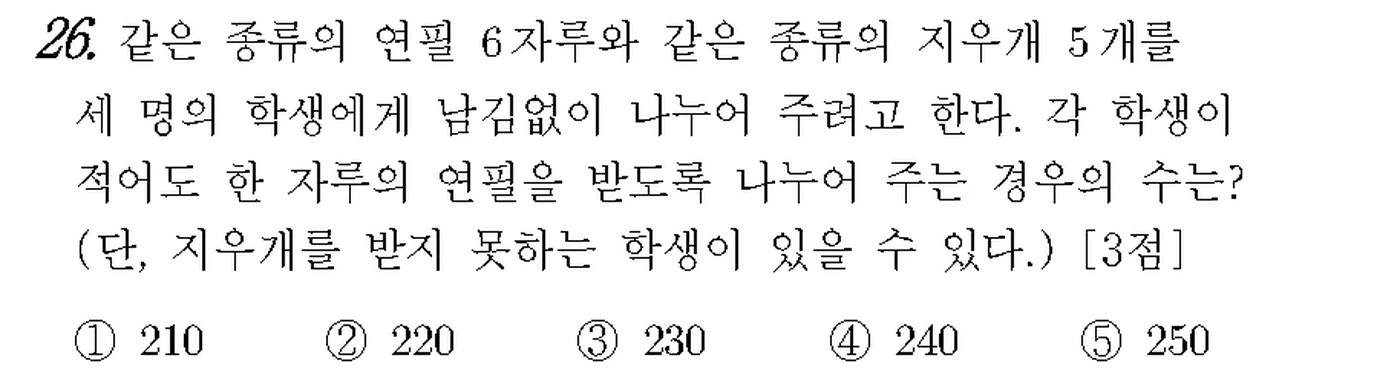 26. 같은 종류의 연필 6자루와 같은 종류의 지우개 5개를
세 명의 학생에게 남김없이 나누어 주려고 한다. 각 학생이
적어도 한 자루의 연필을 받도록 나누어 주는 경우의 수는?
(단, 지우개를 받지 못하는 학생이 있을 수 있다.) [3점]
① 210 ② 220 ③ 230 ④ 240 ⑤ 250